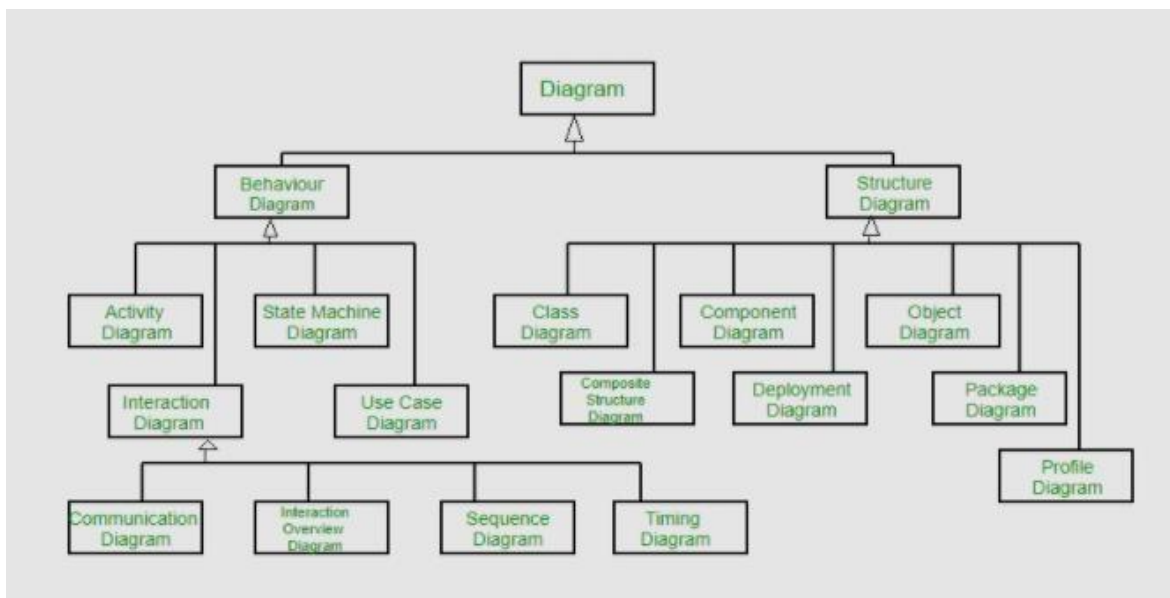 Diagram
Behaviour
Diagram
Structure
Diagram
Activity
Diagram
State Machine
Diagram
Class
Diagram
Component
Diagram
Object
Diagram
Interaction
Diagram
Use Case
Diagram
Composite
Structure
Diagram
Deployment
Diagram
Package
Diagram
Profile
Diagram
Communication
Diagram
Interaction
Overview
Diagram
Sequence
Diagram
Timing
Diagram